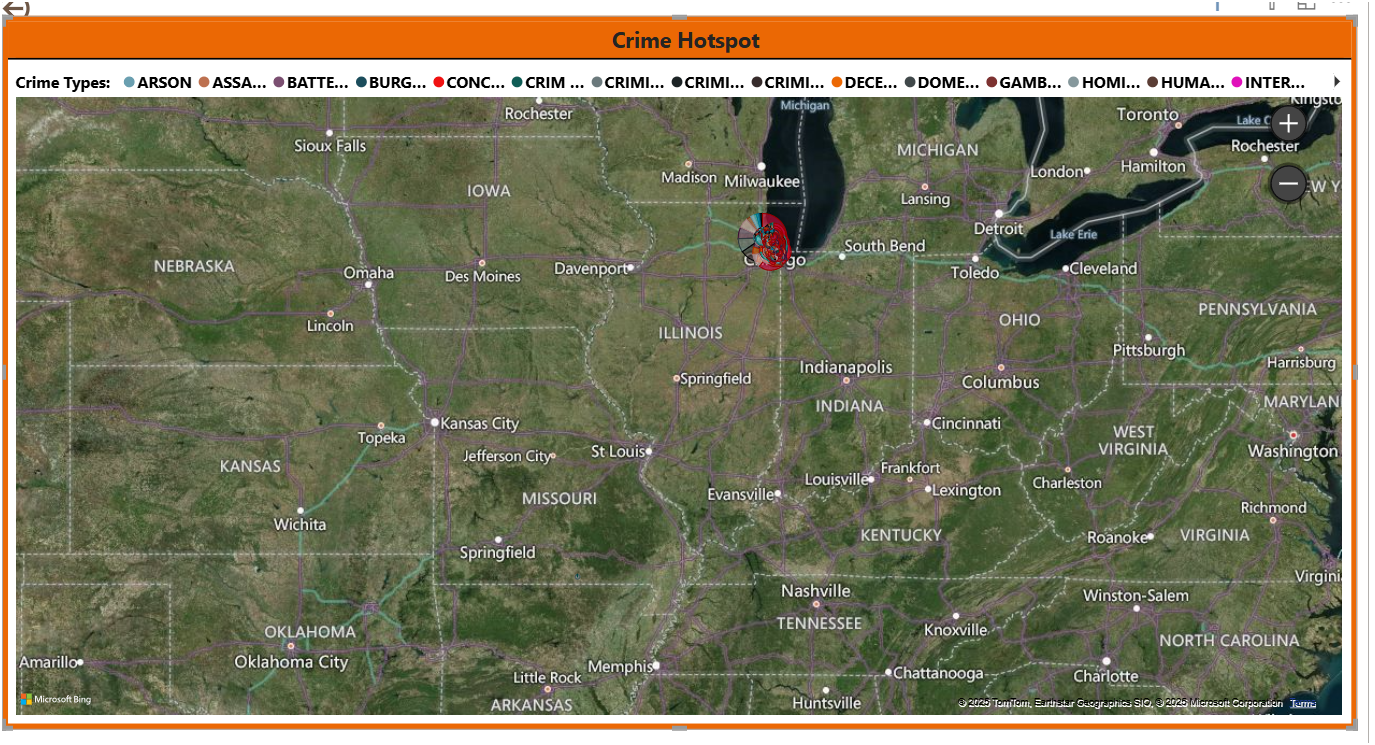 Crime Hotspot
Crime Types: ARSON ASSA... BATTE... BURG... CONC... CRIM ... CRIMI... CRIMI... CRIMI... DECE... DOME... GAMB... HOMI... HUMA... INTER...
Michigan
Rochester
Toronto
Lake
Sioux Falls
MICHIGAN
Hamilton
Rochester
IOWA
Madison
Milwaukee
London
Lansing
Detroit
Lake Erie
South Bend
NEBRASKA
Omaha
Des Moines
Davenport
Toledo
Cleveland
Lincoln
ILLINOIS
OHIO
PENNSYLVANIA
Pittsburgh
Harrisburg
Springfield
Indianapolis
Columbus
INDIANA
MARYLAN
Topeka
Kansas City
Cincinnati
WEST
VIRGINIA
Washington
Jefferson City
St Louis
KANSAS
Frankfort
Louisville
Lexington
Charleston
MISSOURI
Evansville
Richmond
Wichita
KENTUCKY
Roanoke
VIRGINIA
Springfield
Virgini
Nashville
Winston-Salem
TENNESSEE
Knoxville
NORTH CAROLINA
OKLAHOMA
Amarillo
Oklahoma City
Memphis
Little Rock
Chattanooga
Charlotte
ARKANSAS
Huntsville
Microsoft Bing
© 2025 TomTom, Earthstar Geographics SIO, © 2025 Microsoft Corporation Terms